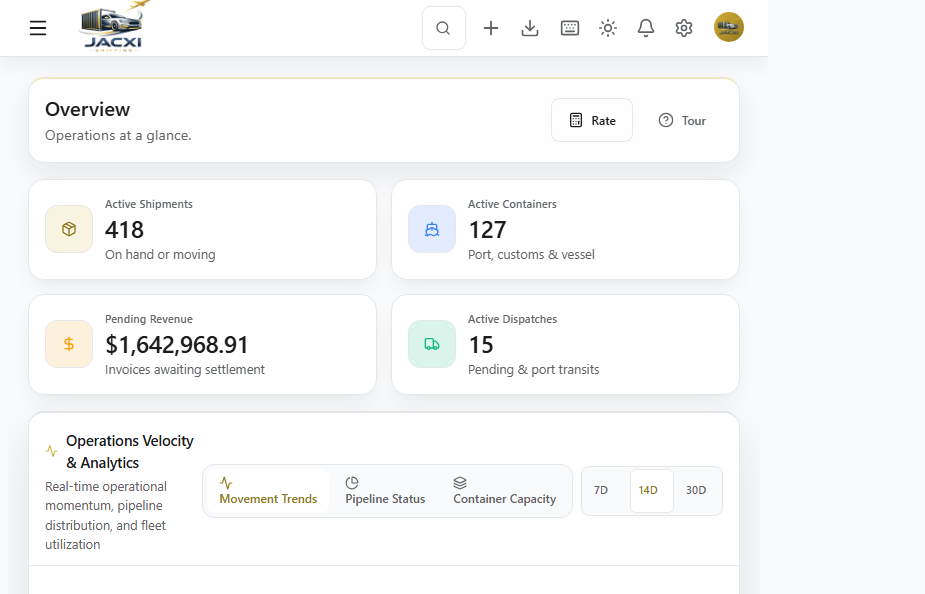 JACXI
SHIPPING
Overview
Operations at a glance.
Rate
Tour
Active Shipments
418
On hand or moving
Active Containers
127
Port, customs & vessel
Pending Revenue
$1,642,968.91
Invoices awaiting settlement
Active Dispatches
15
Pending & port transits
Operations Velocity
& Analytics
Real-time operational
momentum, pipeline
distribution, and fleet
utilization
Movement Trends
Pipeline Status
Container Capacity
7D
14D
30D